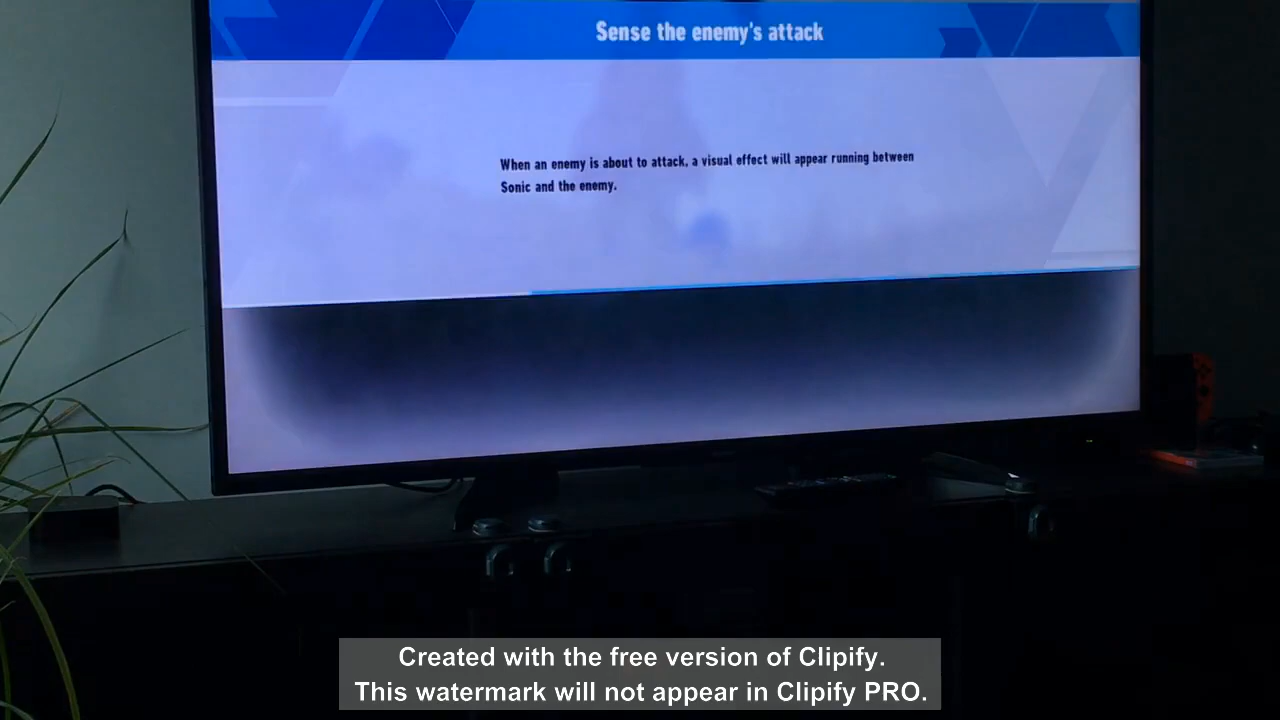 Sense the enemy's attack
When an enemy is about to attack, a visual effect will appear running between
Sonic and the enemy.
Created with the free version of Clipify.
This watermark will not appear in Clipify PRO.